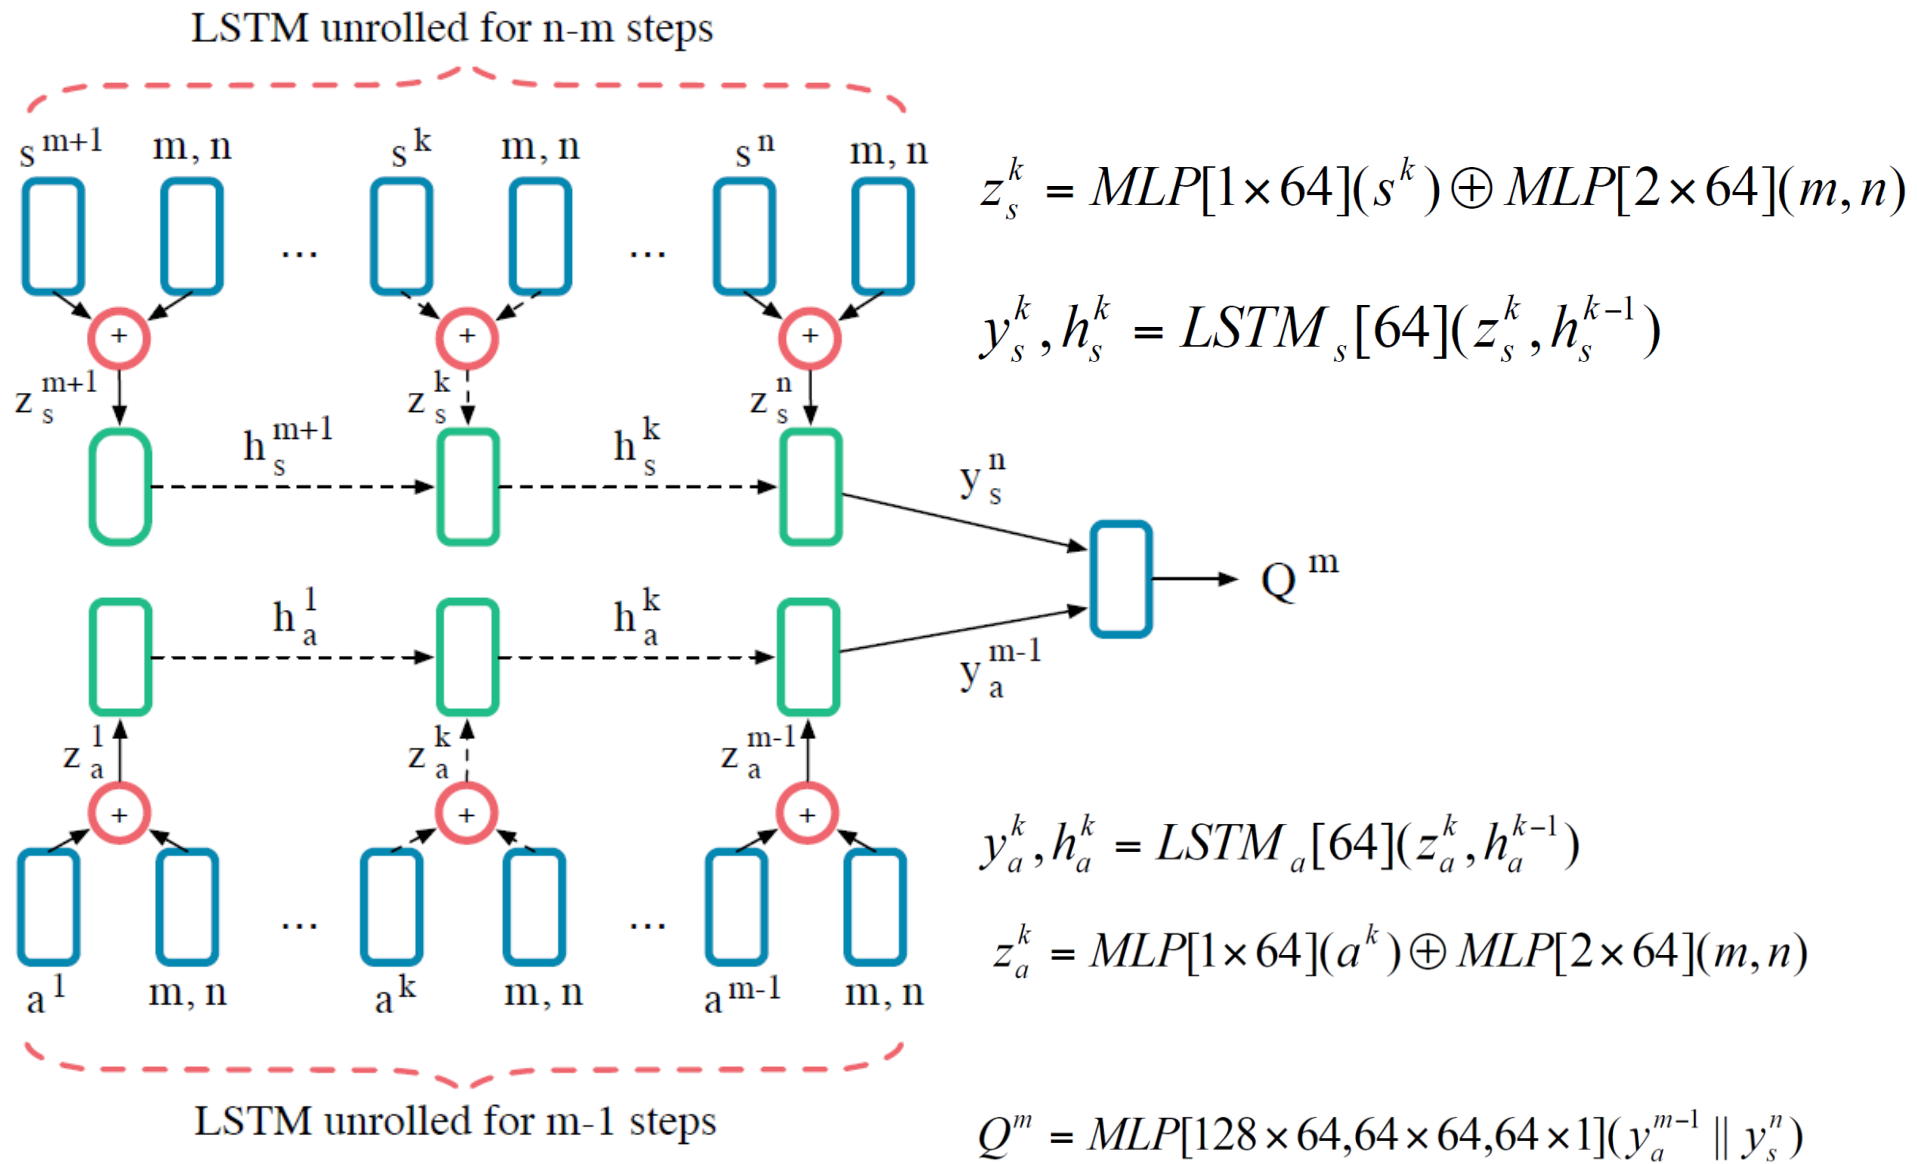 LSTM unrolled for n-m steps
s^{m+1} m, n s^k m, n s^n m, n
... ...
+ + +
z_s^{m+1} z_s^k z_s^n
h_s^{m+1} h_s^k
y_s^n
Q^m
h_a^1 h_a^k
y_a^{m-1}
z_a^1 z_a^k z_a^{m-1}
+ + +
... ...
a^1 m, n a^k m, n a^{m-1} m, n
LSTM unrolled for m-1 steps
z_s^k = MLP[1×64](s^k)⊕MLP[2×64](m,n)
y_s^k,h_s^k = LSTM_s[64](z_s^k,h_s^{k-1})
y_a^k,h_a^k = LSTM_a[64](z_a^k,h_a^{k-1})
z_a^k = MLP[1×64](a^k)⊕MLP[2×64](m,n)
Q^m = MLP[128×64,64×64,64×1](y_a^{m-1} || y_s^n)